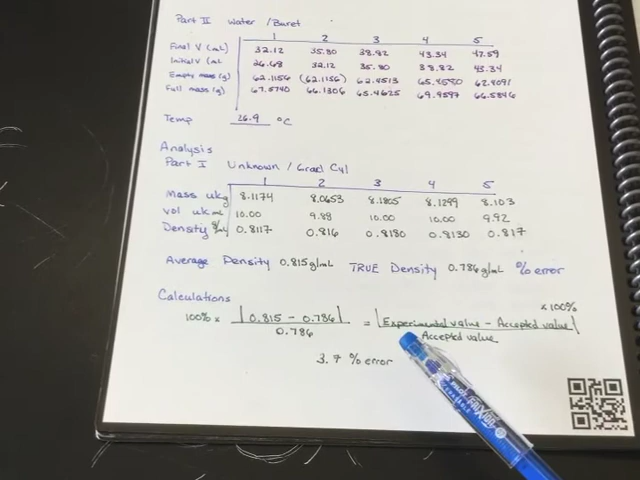 Part II Water / Buret
1 2 3 4 5
Final V (mL) 32.12 35.80 38.82 43.34 47.59
Initial V (mL 26.68 32.12 35.80 38.82 43.34
Empty mass (g) 62.1156 (62.1156) 62.4513 65.4580 62.4091
Full mass (g) 67.5740 66.1306 65.4625 69.9597 66.5846
Temp 26.9 °C
Analysis
Part I Unknown / Grad Cyl
1 2 3 4 5
Mass 8.1174 8.0653 8.1805 8.1299 8.103
Vol 10.00 9.88 10.00 10.00 9.92
Density 0.8117 0.816 0.8180 0.8130 0.817
Average Density 0.815 g/mL TRUE Density 0.786 g/mL % error
Calculations
100% x |0.815 - 0.786| / 0.786 = |Experimental value - Accepted value| / Accepted value x 100%
3.7 % error
FRIXION